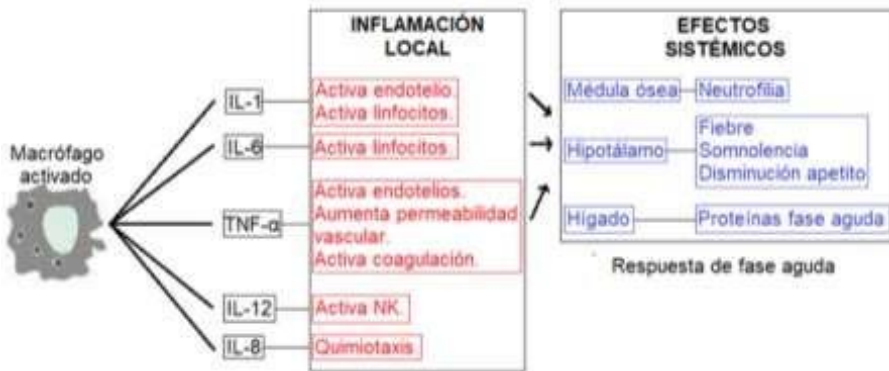 INFLAMACIÓN
LOCAL
EFECTOS
SISTÉMICOS
Macrófago
activado
IL-1
Activa endotelio.
Activa linfocitos.
IL-6
Activa linfocitos.
TNF-α
Activa endotelios.
Aumenta permeabilidad
vascular.
Activa coagulación.
IL-12
Activa NK.
IL-8
Quimiotaxis
Médula ósea
Neutrofilia
Hipotálamo
Fiebre
Somnolencia
Disminución apetito
Hígado
Proteínas fase aguda
Respuesta de fase aguda